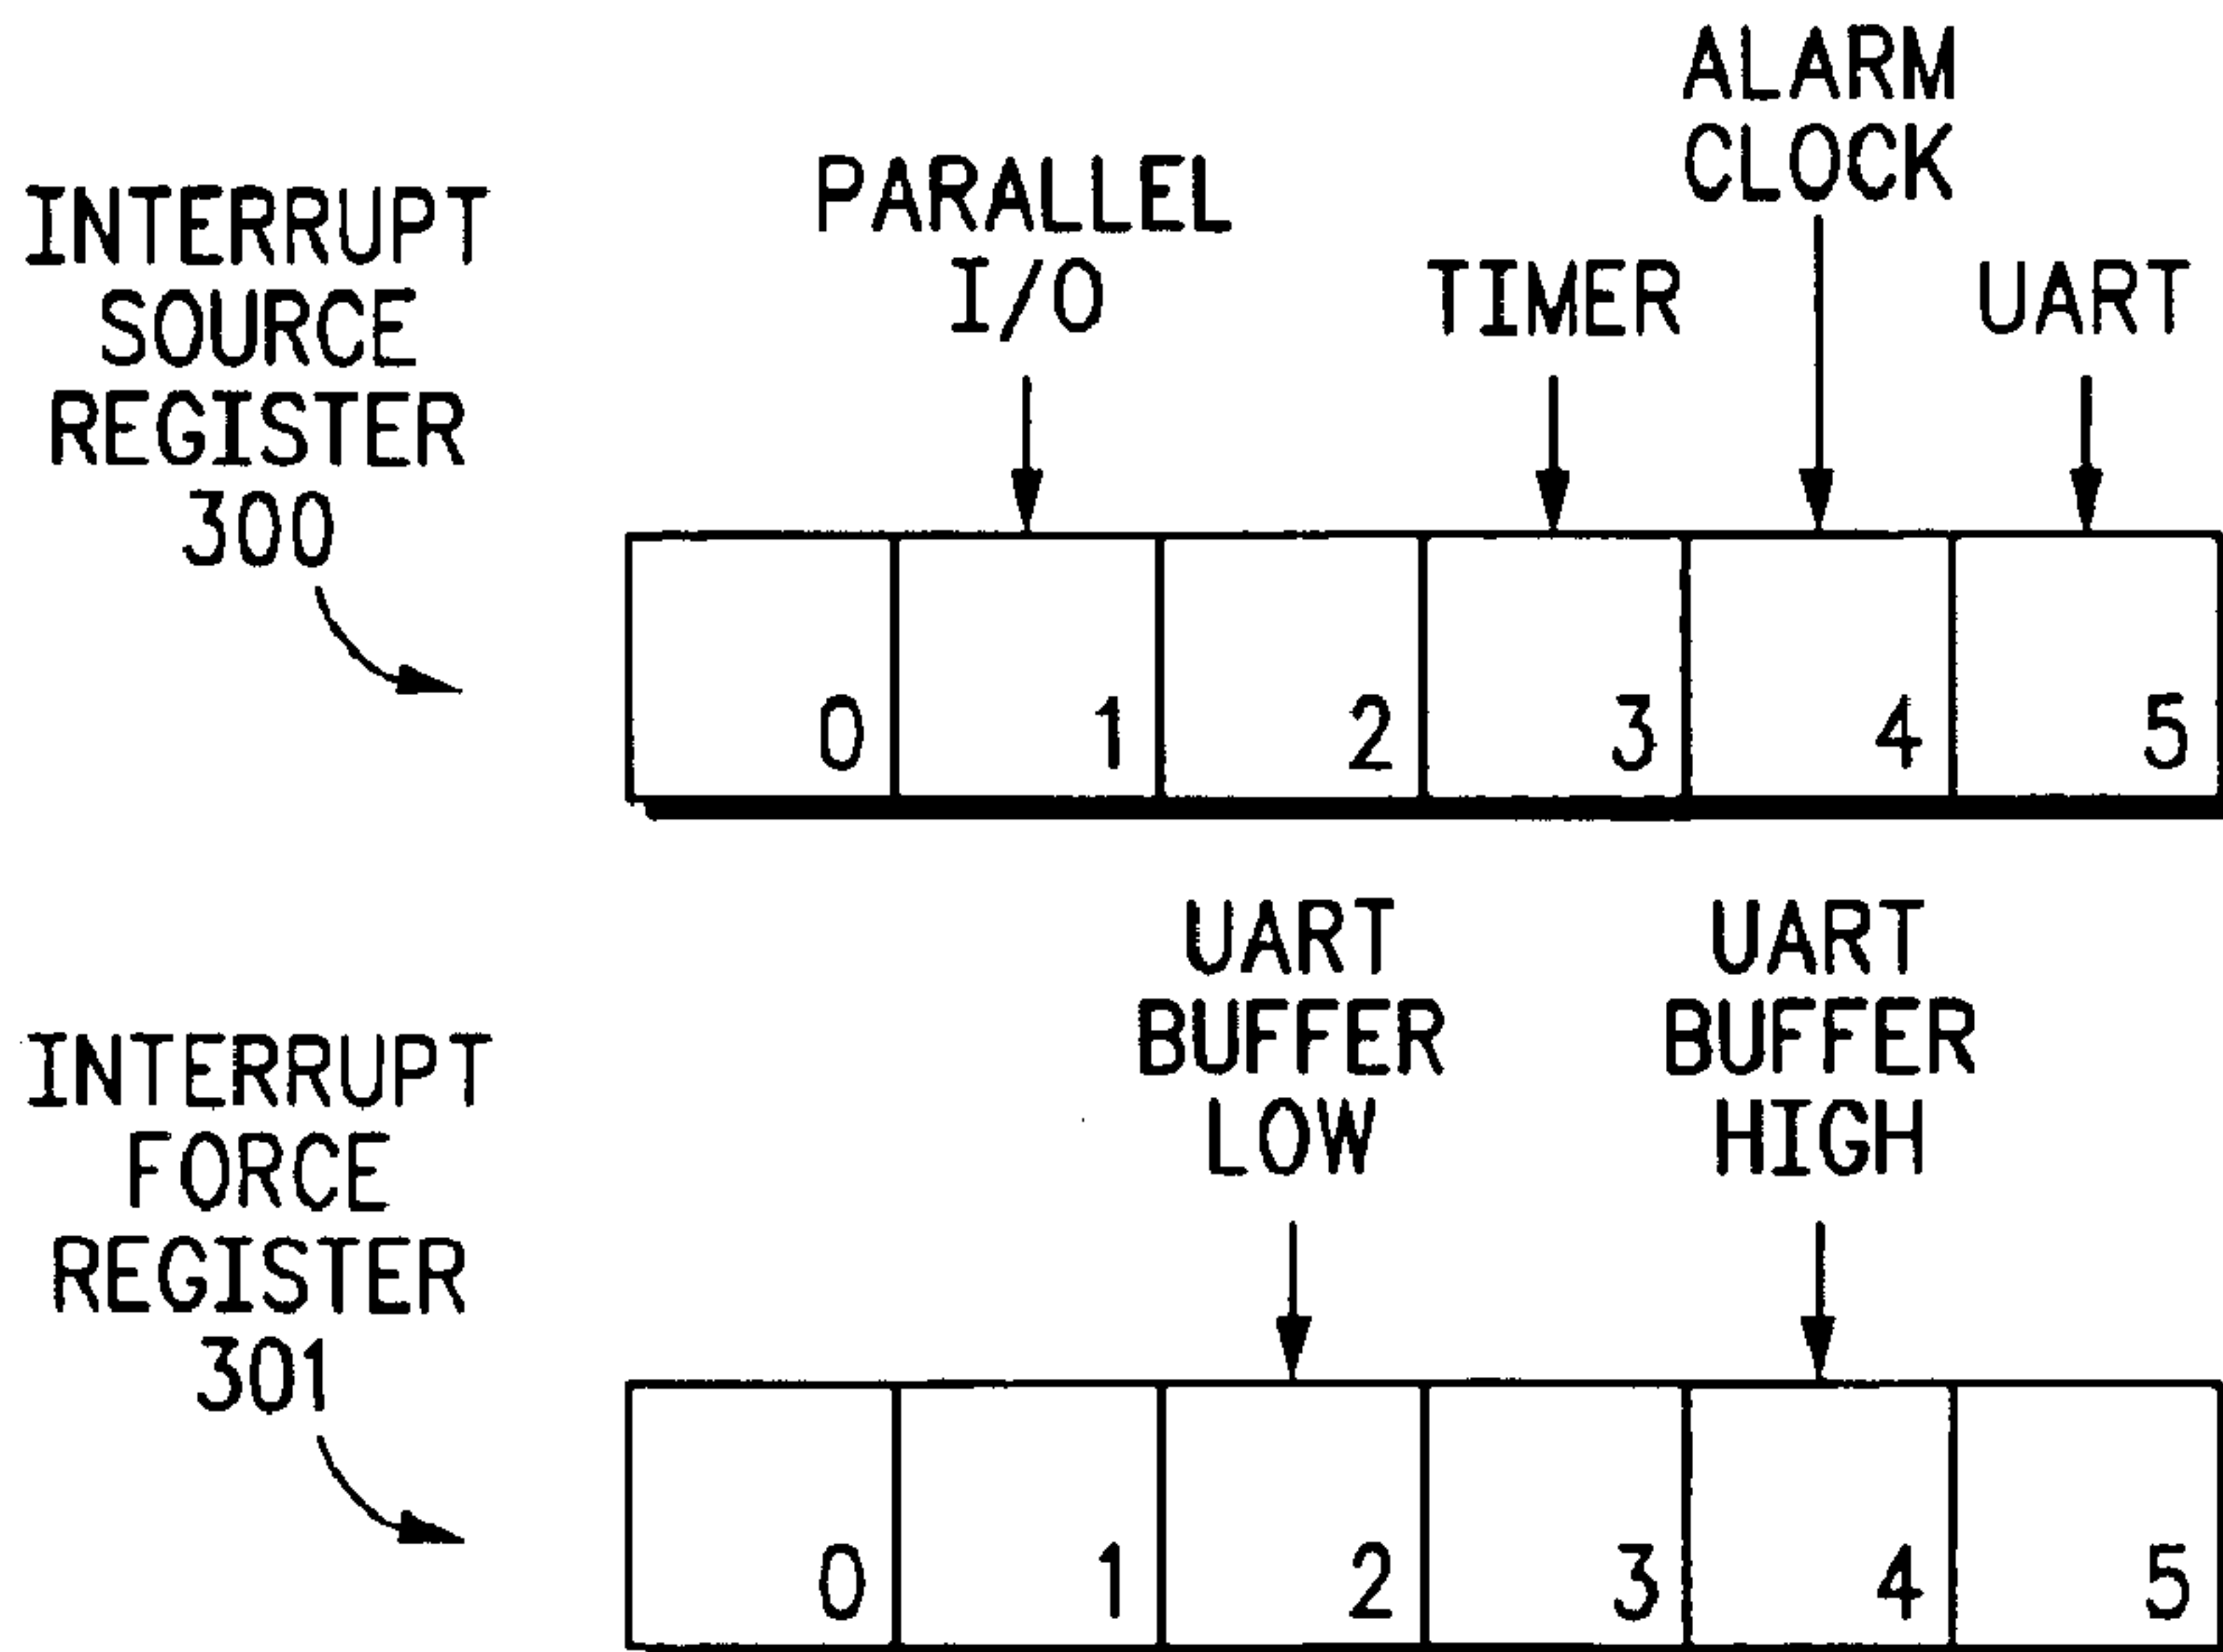 INTERRUPT
SOURCE
REGISTER
300
PARALLEL
I/O
TIMER
ALARM
CLOCK
UART
0 1 2 3 4 5
INTERRUPT
FORCE
REGISTER
301
UART
BUFFER
LOW
UART
BUFFER
HIGH
0 1 2 3 4 5